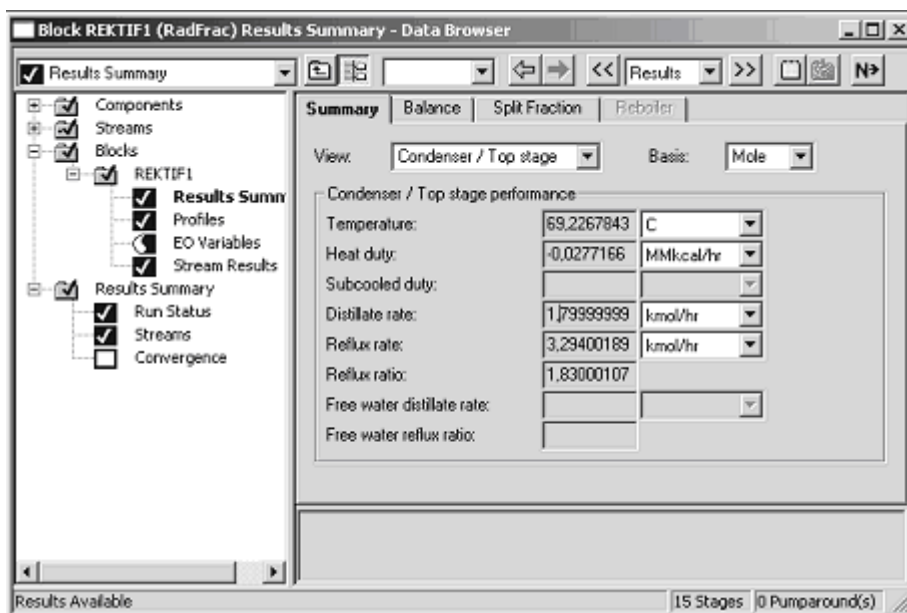 Block REKTIF1 (RadFrac) Results Summary - Data Browser
Results Summary
Results
N>
Components
Streams
Blocks
REKTIF1
Results Summ
Profiles
EO Variables
Stream Results
Results Summary
Run Status
Streams
Convergence
Summary Balance Split Fraction Reboiler
View: Condenser / Top stage Basis: Mole
Condenser / Top stage performance
Temperature: 69,2267843 C
Heat duty: -0,0277166 MMkcal/hr
Subcooled duty:
Distillate rate: 1,79999999 kmol/hr
Reflux rate: 3,29400189 kmol/hr
Reflux ratio: 1,83000107
Free water distillate rate:
Free water reflux ratio:
Results Available 15 Stages 0 Pumparound(s)